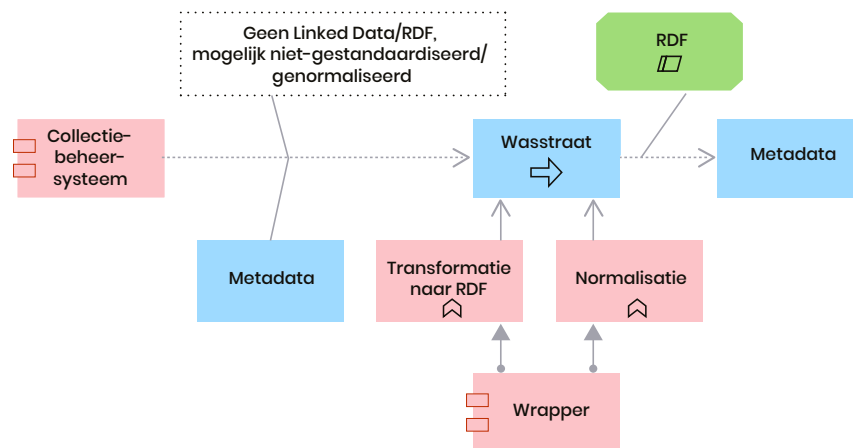 Geen Linked Data/RDF,
mogelijk niet-gestandaardiseerd/
genormaliseerd
RDF
Collectie-
beheer-
systeem
Wasstraat
Metadata
Metadata
Transformatie
naar RDF
Normalisatie
Wrapper